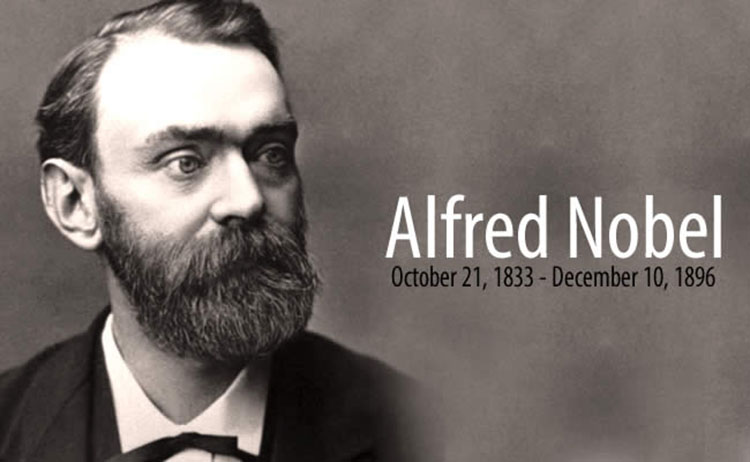 Alfred Nobel
October 21, 1833 - December 10, 1896